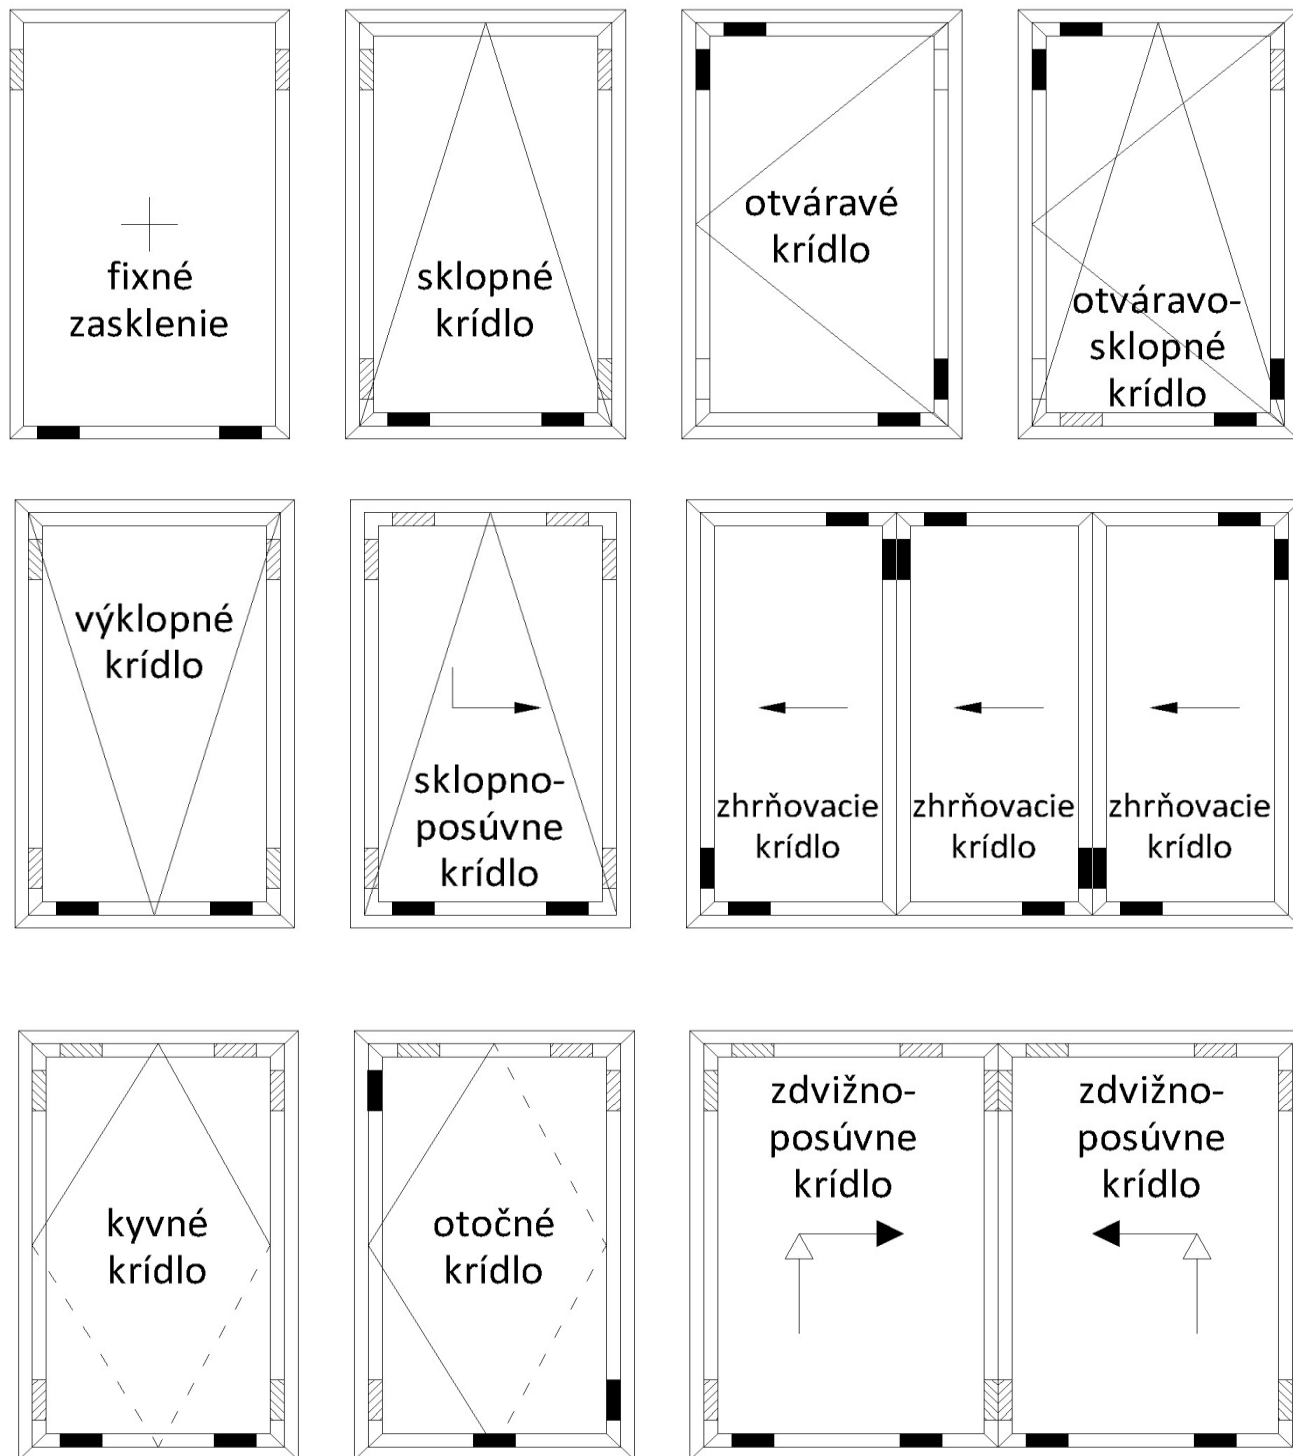 fixné
zasklenie
sklopné
krídlo
otváravé
krídlo
otváravo-
sklopné
krídlo
výklopné
krídlo
sklopno-
posúvne
krídlo
zhrňovacie
krídlo
zhrňovacie
krídlo
zhrňovacie
krídlo
kyvné
krídlo
otočné
krídlo
zdvižno-
posúvne
krídlo
zdvižno-
posúvne
krídlo